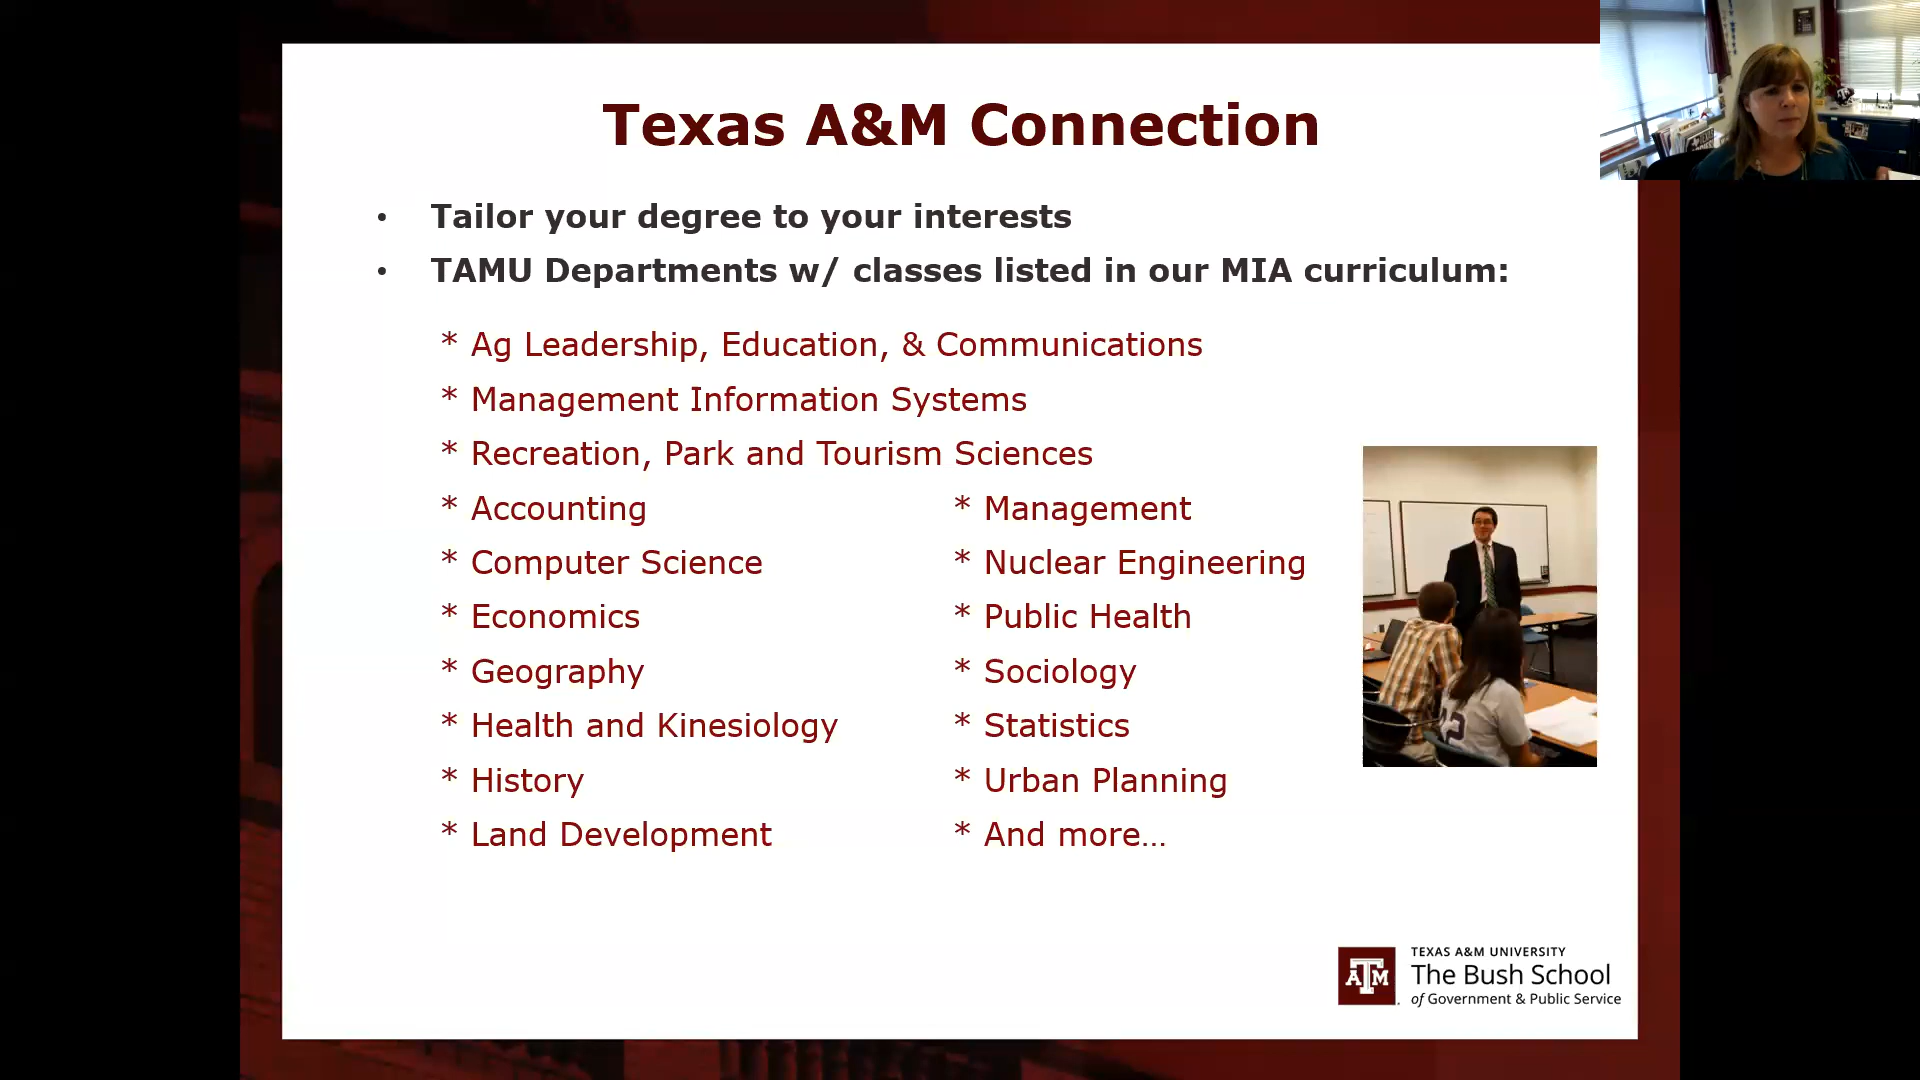 Texas A&M Connection
• Tailor your degree to your interests
• TAMU Departments w/ classes listed in our MIA curriculum:
* Ag Leadership, Education, & Communications
* Management Information Systems
* Recreation, Park and Tourism Sciences
* Accounting
* Computer Science
* Economics
* Geography
* Health and Kinesiology
* History
* Land Development
* Management
* Nuclear Engineering
* Public Health
* Sociology
* Statistics
* Urban Planning
* And more...
ATM
TEXAS A&M UNIVERSITY
The Bush School
of Government & Public Service